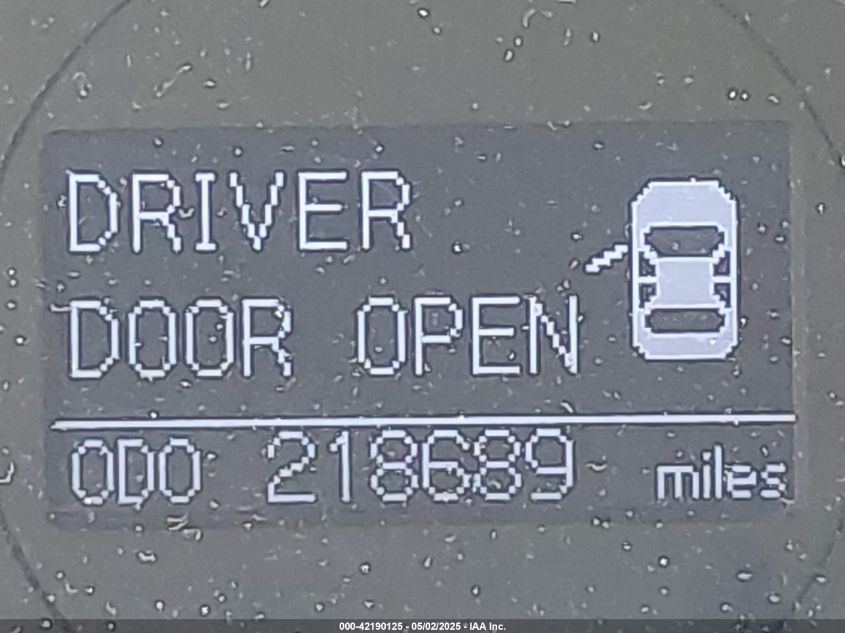 DRIVER
DOOR OPEN
ODO 218689 miles
000-42190125 - 05/02/2025 - IAA Inc.